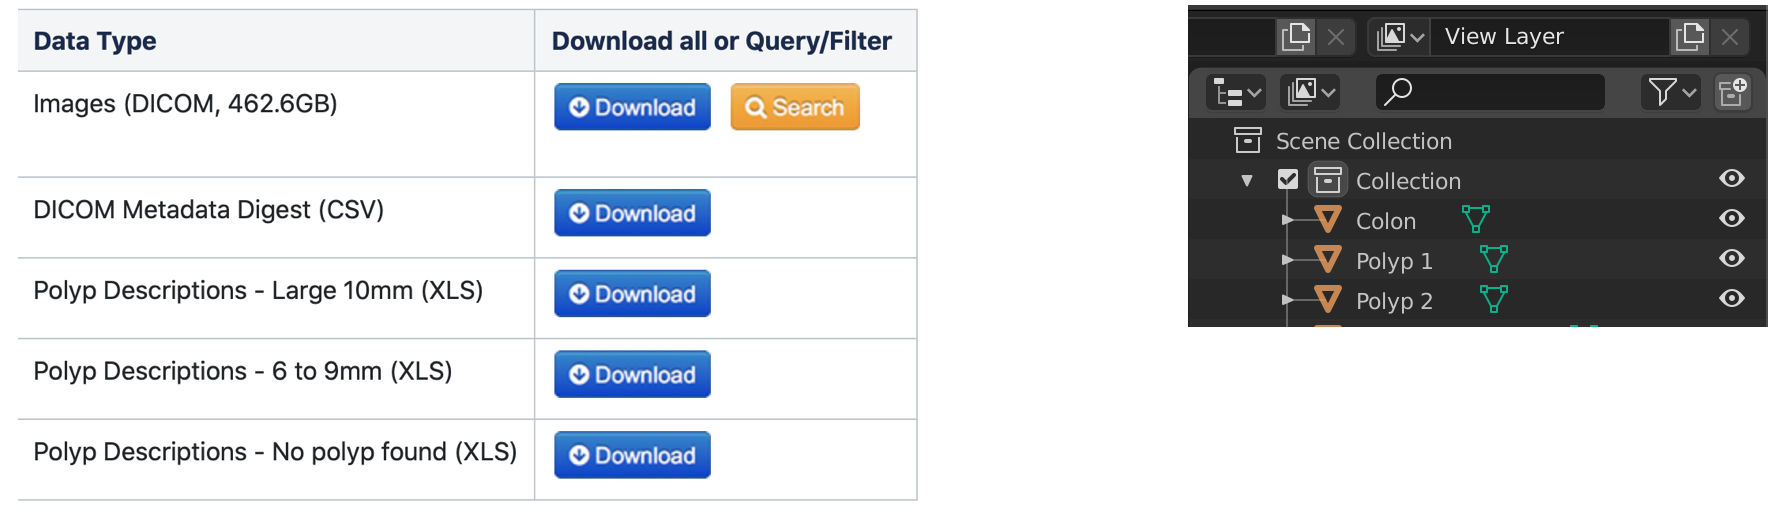 Data Type
Download all or Query/Filter
Images (DICOM, 462.6GB)
Download
Search
DICOM Metadata Digest (CSV)
Download
Polyp Descriptions - Large 10mm (XLS)
Download
Polyp Descriptions - 6 to 9mm (XLS)
Download
Polyp Descriptions - No polyp found (XLS)
Download
View Layer
Scene Collection
Collection
Colon
Polyp 1
Polyp 2